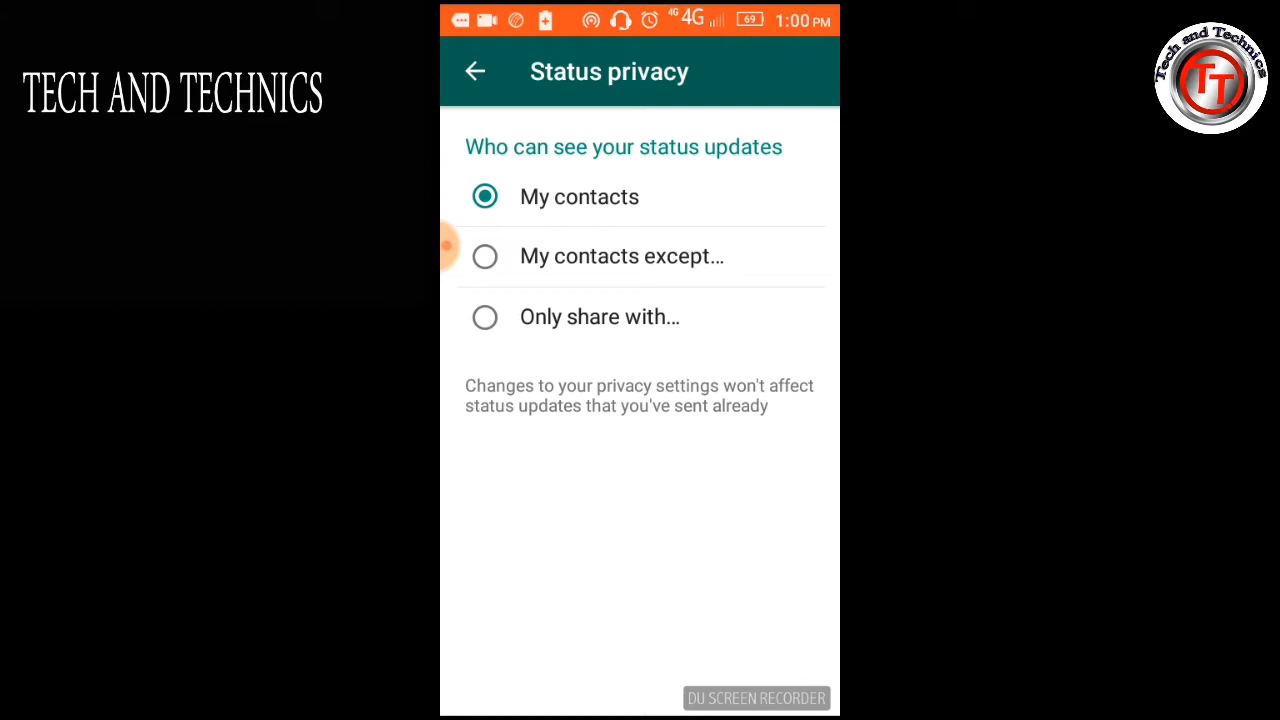 TECH AND TECHNICS
4G 4G 69 1:00 PM
Status privacy
Who can see your status updates
My contacts
My contacts except...
Only share with...
Changes to your privacy settings won't affect
status updates that you've sent already
DU SCREEN RECORDER
Tech and Technics
TT